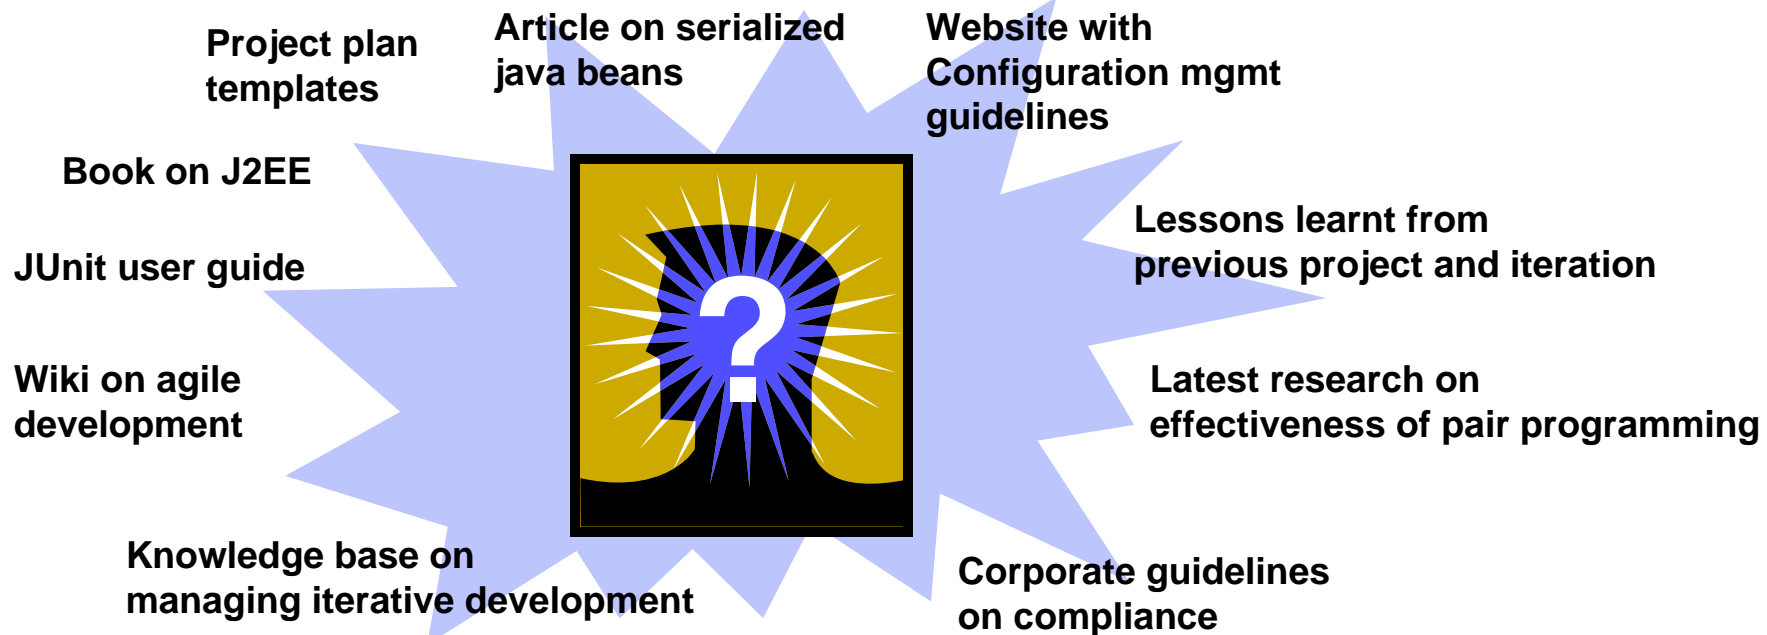 Project plan
templates
Article on serialized
java beans
Website with
Configuration mgmt
guidelines
Book on J2EE
Lessons learnt from
previous project and iteration
JUnit user guide
?
Wiki on agile
development
Latest research on
effectiveness of pair programming
Knowledge base on
managing iterative development
Corporate guidelines
on compliance